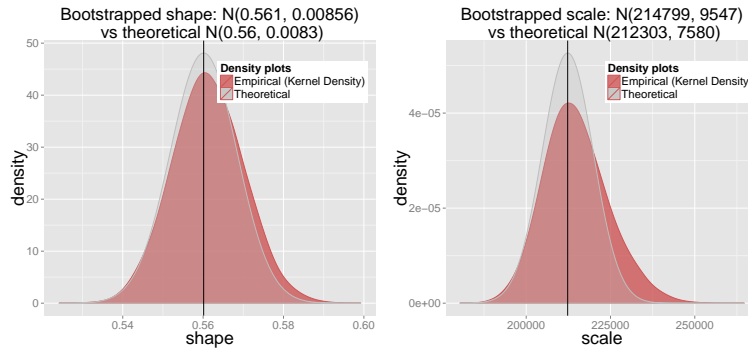 Bootstrapped shape: N(0.561, 0.00856)
vs theoretical N(0.56, 0.0083)
50
40
30
20
10
0
density
Density plots
Empirical (Kernel Density)
Theoretical
0.54
0.56
0.58
0.60
shape
Bootstrapped scale: N(214799, 9547)
vs theoretical N(212303, 7580)
4e-05
2e-05
0e+00
density
Density plots
Empirical (Kernel Density
Theoretical
200000
225000
250000
scale